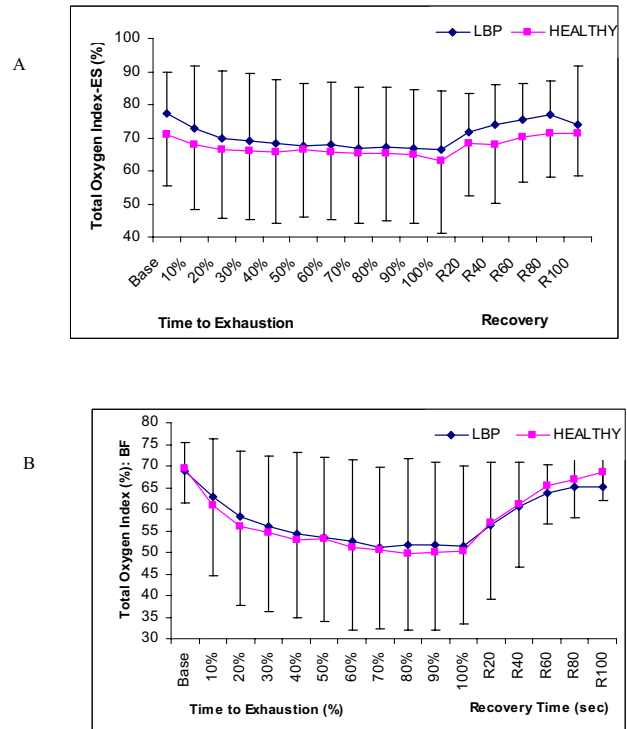 A
Total Oxygen Index-ES (%)
LBP HEALTHY
100
90
80
70
60
50
40
Base 10% 20% 30% 40% 50% 60% 70% 80% 90% 100% R20 R40 R60 R80 R100
Time to Exhaustion Recovery
B
Total Oxygen Index (%): BF
LBP HEALTHY
80
75
70
65
60
55
50
45
40
35
30
Base 10% 20% 30% 40% 50% 60% 70% 80% 90% 100% R20 R40 R60 R80 R100
Time to Exhaustion (%) Recovery Time (sec)